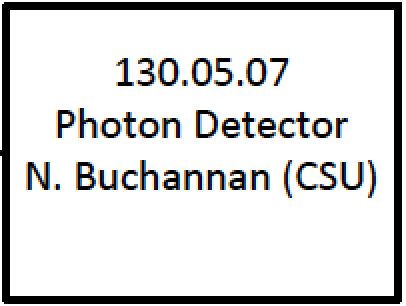 130.05.07
Photon Detector
N. Buchannan (CSU)